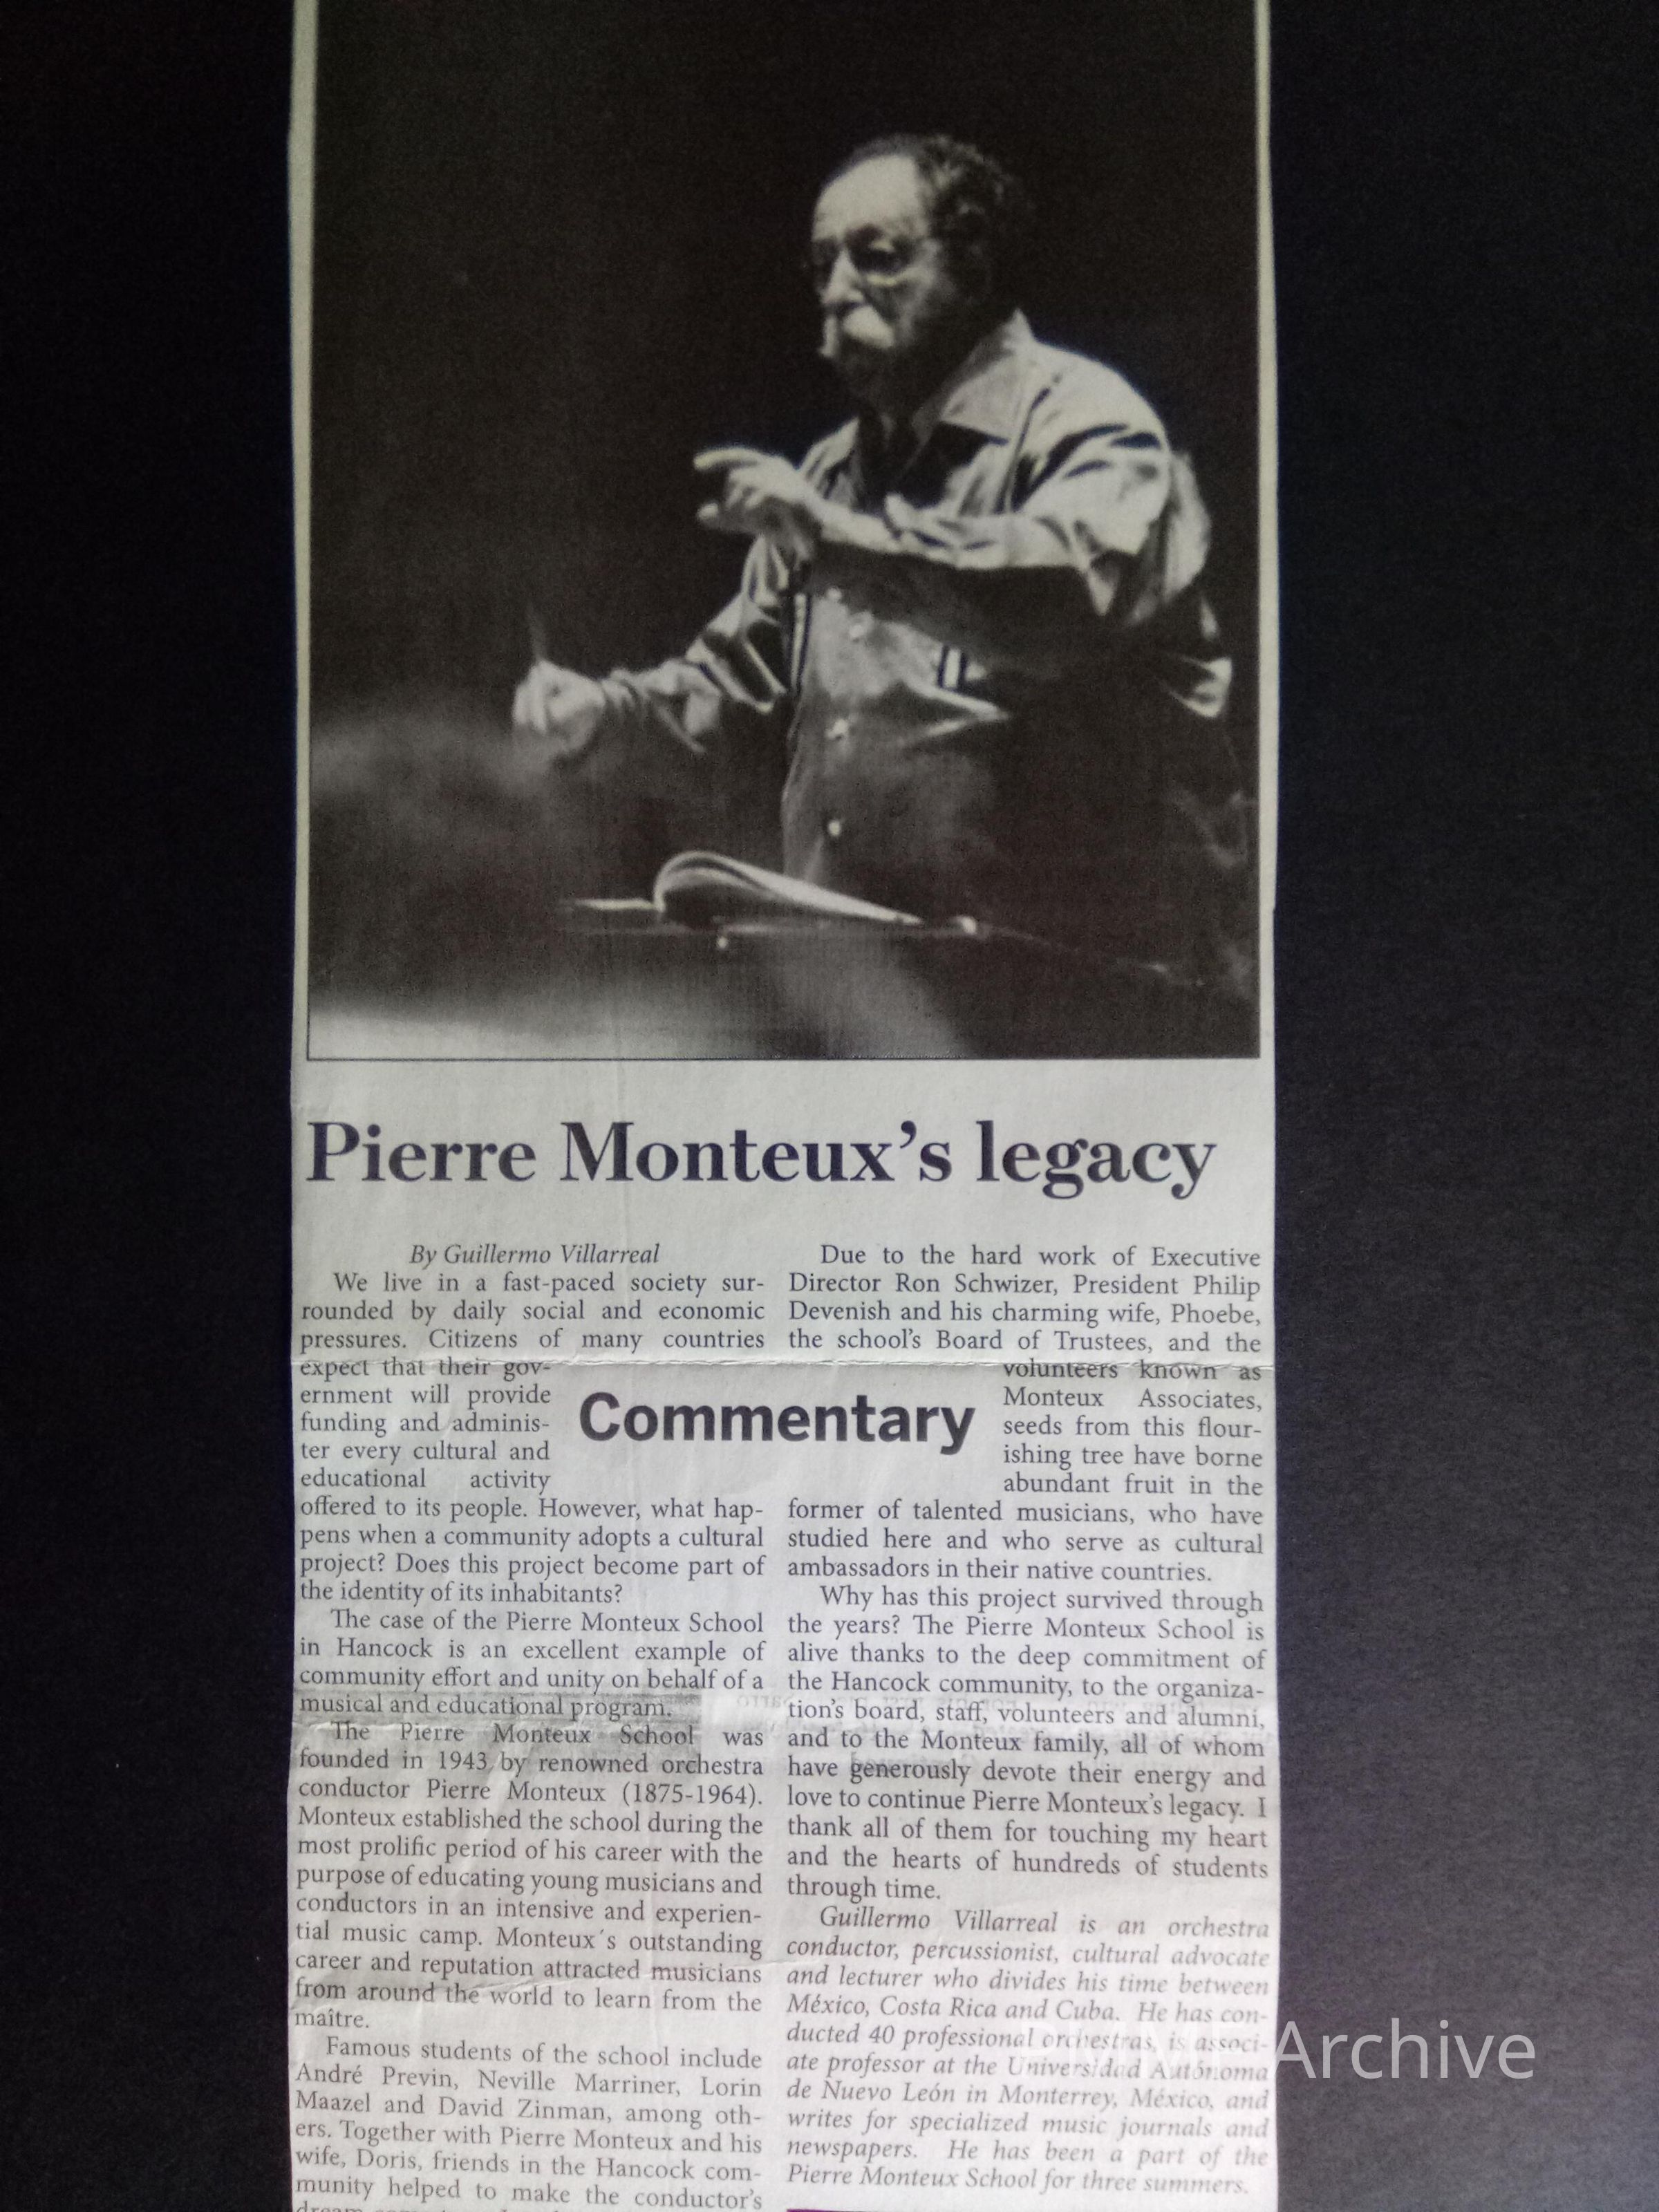 Pierre Monteux's legacy
By Guillermo Villarreal
We live in a fast-paced society sur-
rounded by daily social and economic
pressures. Citizens of many countries
expect that their gov-
ernment will provide
funding and adminis-
ter every cultural and
educational activity
offered to its people. However, what hap-
pens when a community adopts a cultural
project? Does this project become part of
the identity of its inhabitants?
The case of the Pierre Monteux School
in Hancock is an excellent example of
community effort and unity on behalf of a
musical and educational program.
The Pierre Monteux School was
founded in 1943 by renowned orchestra
conductor Pierre Monteux (1875-1964).
Monteux established the school during the
most prolific period of his career with the
purpose of educating young musicians and
conductors in an intensive and experien-
tial music camp. Monteux´s outstanding
career and reputation attracted musicians
from around the world to learn from the
maître.
Famous students of the school include
André Previn, Neville Marriner, Lorin
Maazel and David Zinman, among oth-
ers. Together with Pierre Monteux and his
wife, Doris, friends in the Hancock com-
munity helped to make the conductor's
Commentary
Due to the hard work of Executive
Director Ron Schwizer, President Philip
Devenish and his charming wife, Phoebe,
the school's Board of Trustees, and the
volunteers known as
Monteux Associates,
seeds from this flour-
ishing tree have borne
abundant fruit in the
former of talented musicians, who have
studied here and who serve as cultural
ambassadors in their native countries.
Why has this project survived through
the years? The Pierre Monteux School is
alive thanks to the deep commitment of
the Hancock community, to the organiza-
tion's board, staff, volunteers and alumni,
and to the Monteux family, all of whom
have generously devote their energy and
love to continue Pierre Monteux's legacy. I
thank all of them for touching my heart
and the hearts of hundreds of students
through time.
Guillermo Villarreal is an orchestra
conductor, percussionist, cultural advocate
and lecturer who divides his time between
México, Costa Rica and Cuba. He has con-
ducted 40 professional orchestras, is associ-
ate professor at the Universidad Autónoma
de Nuevo León in Monterrey, México, and
writes for specialized music journals and
newspapers. He has been a part of the
Pierre Monteux School for three summers.
Archive